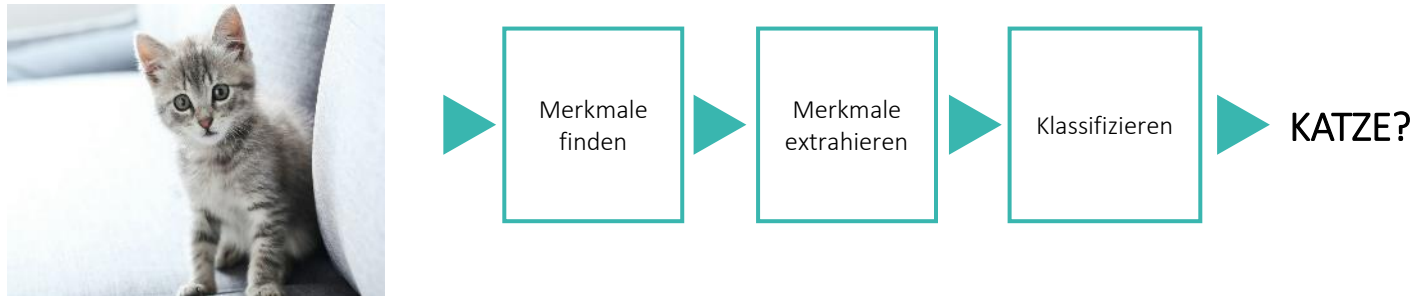 Merkmale
finden
Merkmale
extrahieren
Klassifizieren
KATZE?